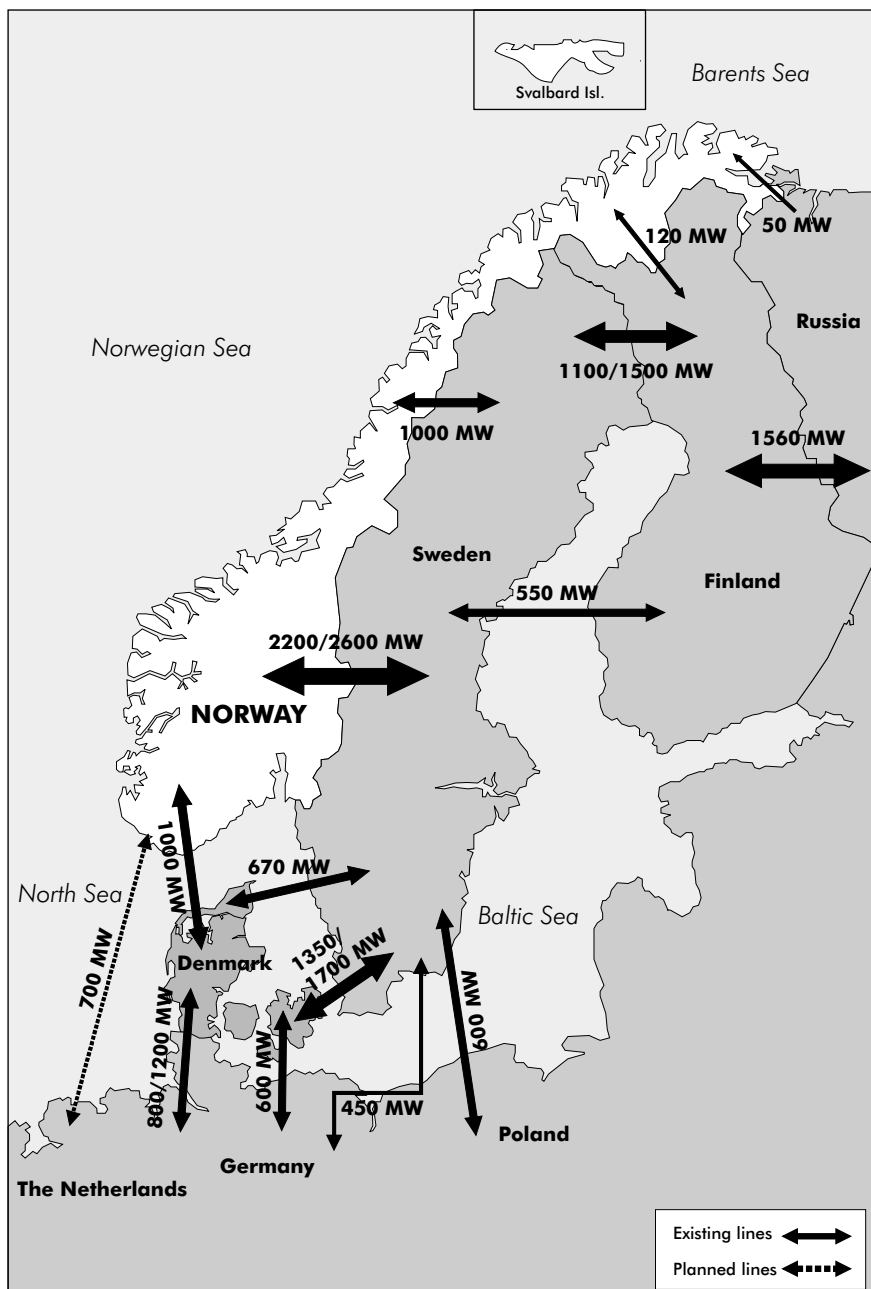 Svalbard Isl.
Barents Sea
50 MW
120 MW
Russia
Norwegian Sea
1100/1500 MW
1000 MW
1560 MW
Sweden
Finland
550 MW
2200/2600 MW
NORWAY
1000 MW
670 MW
North Sea
Baltic Sea
Denmark
1350/
1700 MW
700 MW
600 MW
800/1200 MW
600 MW
450 MW
Poland
Germany
The Netherlands
Existing lines
Planned lines